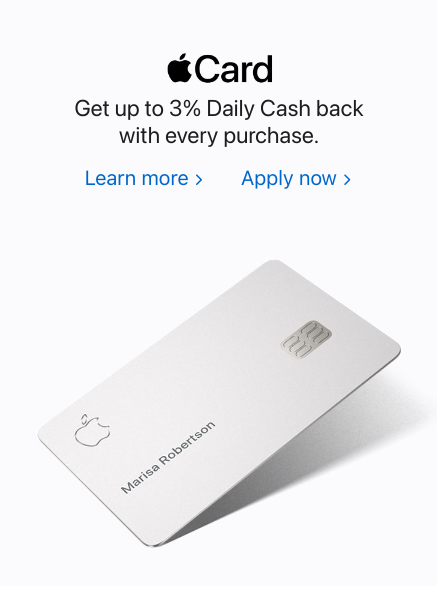 Card
Get up to 3% Daily Cash back
with every purchase.
Learn more >
Apply now >
Marisa Robertson